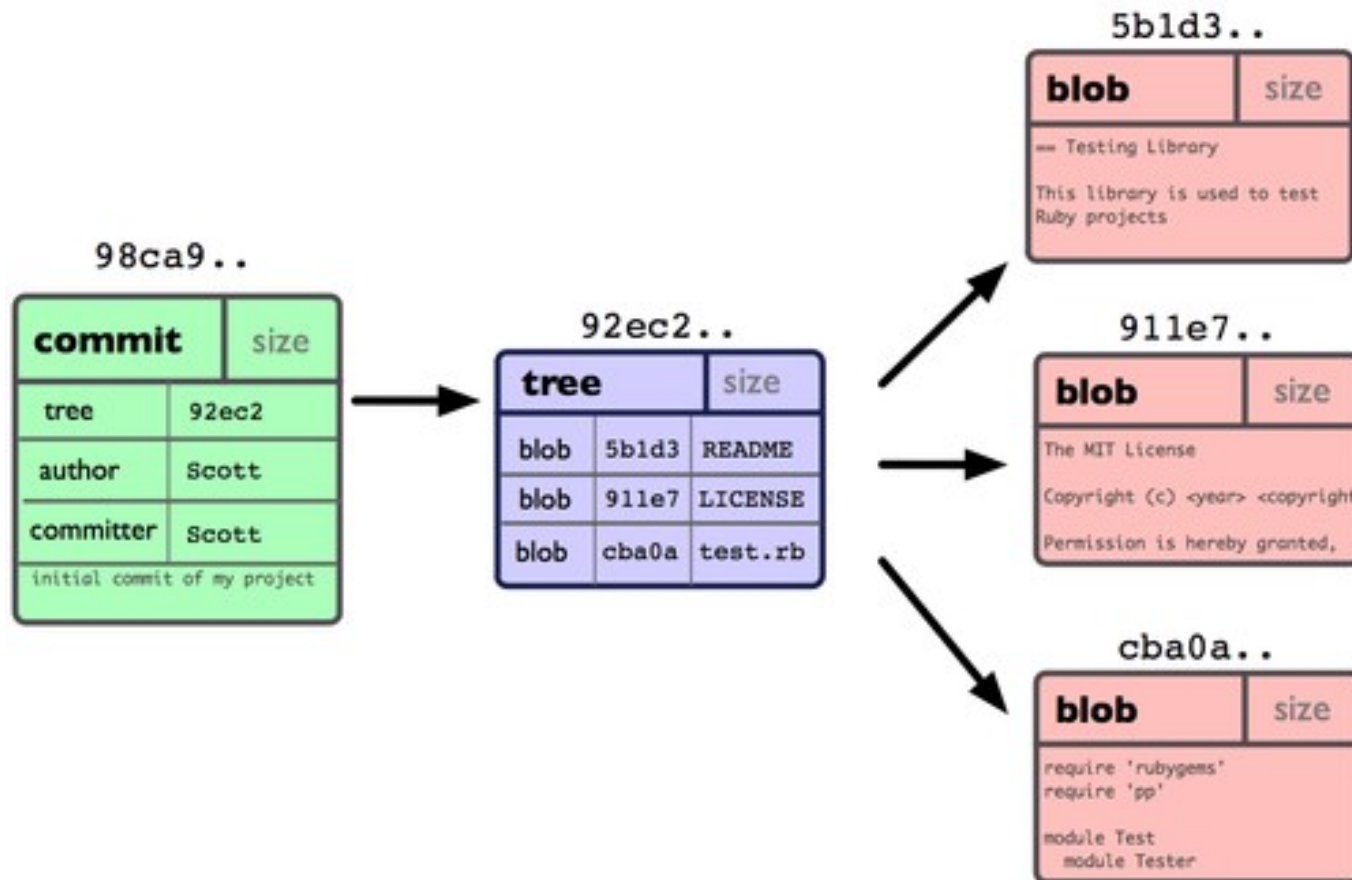 98ca9..
commit size
tree 92ec2
author Scott
committer Scott
initial commit of my project
92ec2..
tree size
blob 5b1d3 README
blob 911e7 LICENSE
blob cba0a test.rb
5b1d3..
blob size
== Testing Library
This library is used to test
Ruby projects
911e7..
blob size
The MIT License
Copyright (c) <year> <copyright
Permission is hereby granted,
cba0a..
blob size
require 'rubygems'
require 'pp'
module Test
module Tester